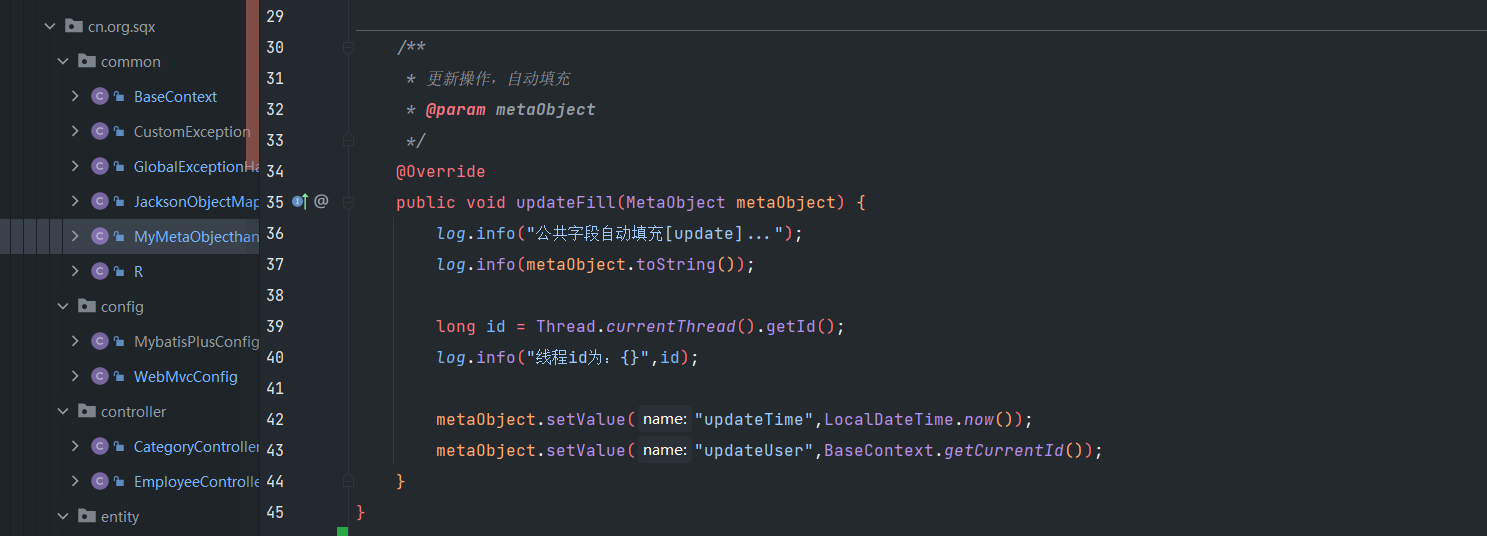 cn.org.sqx
common
BaseContext
CustomException
GlobalExceptionHa
JacksonObjectMap
MyMetaObjecthan
R
config
MybatisPlusConfig
WebMvcConfig
controller
CategoryController
EmployeeControlle
entity
29
30 /**
31 * 更新操作，自动填充
32 * @param metaObject
33 */
34 @Override
35 @ public void updateFill(MetaObject metaObject) {
36 log.info("公共字段自动填充[update]...");
37 log.info(metaObject.toString());
38
39 long id = Thread.currentThread().getId();
40 log.info("线程id为：{}",id);
41
42 metaObject.setValue( name: "updateTime",LocalDateTime.now());
43 metaObject.setValue( name: "updateUser",BaseContext.getCurrentId());
44 }
45 }